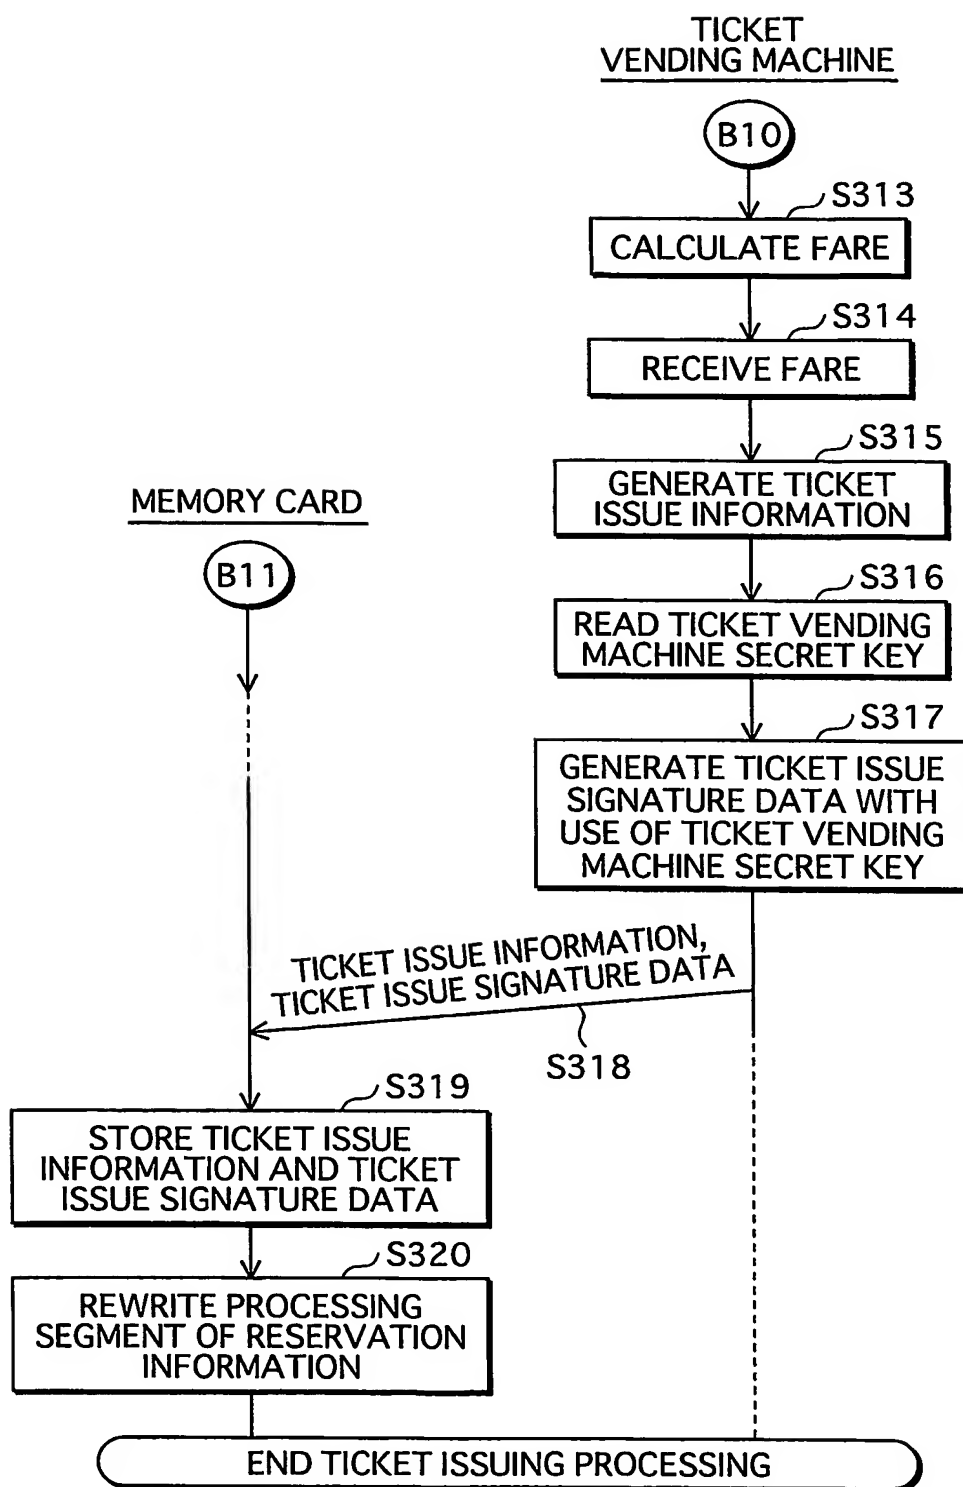 TICKET
VENDING MACHINE
B10
S313
CALCULATE FARE
S314
RECEIVE FARE
S315
GENERATE TICKET
ISSUE INFORMATION
MEMORY CARD
B11
S316
READ TICKET VENDING
MACHINE SECRET KEY
S317
GENERATE TICKET ISSUE
SIGNATURE DATA WITH
USE OF TICKET VENDING
MACHINE SECRET KEY
TICKET ISSUE INFORMATION,
TICKET ISSUE SIGNATURE DATA
S318
S319
STORE TICKET ISSUE
INFORMATION AND TICKET
ISSUE SIGNATURE DATA
S320
REWRITE PROCESSING
SEGMENT OF RESERVATION
INFORMATION
END TICKET ISSUING PROCESSING